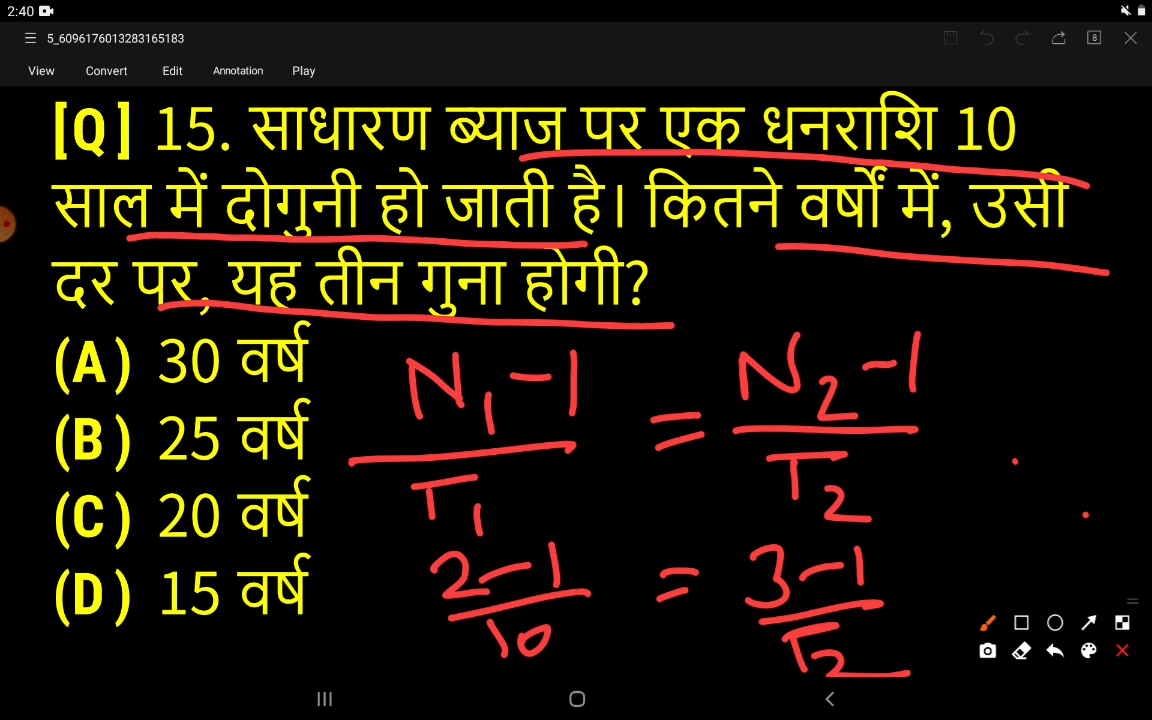 2:40
5_6096176013283165183
8
View Convert Edit Annotation Play
[Q] 15. साधारण ब्याज पर एक धनराशि 10
साल में दोगुनी हो जाती है। कितने वर्षों में, उसी
दर पर, यह तीन गुना होगी?
(A) 30 वर्ष
(B) 25 वर्ष
(C) 20 वर्ष
(D) 15 वर्ष
N₁-1 = N₂-1
T₁ T₂
2-1 = 3-1
10 T₂